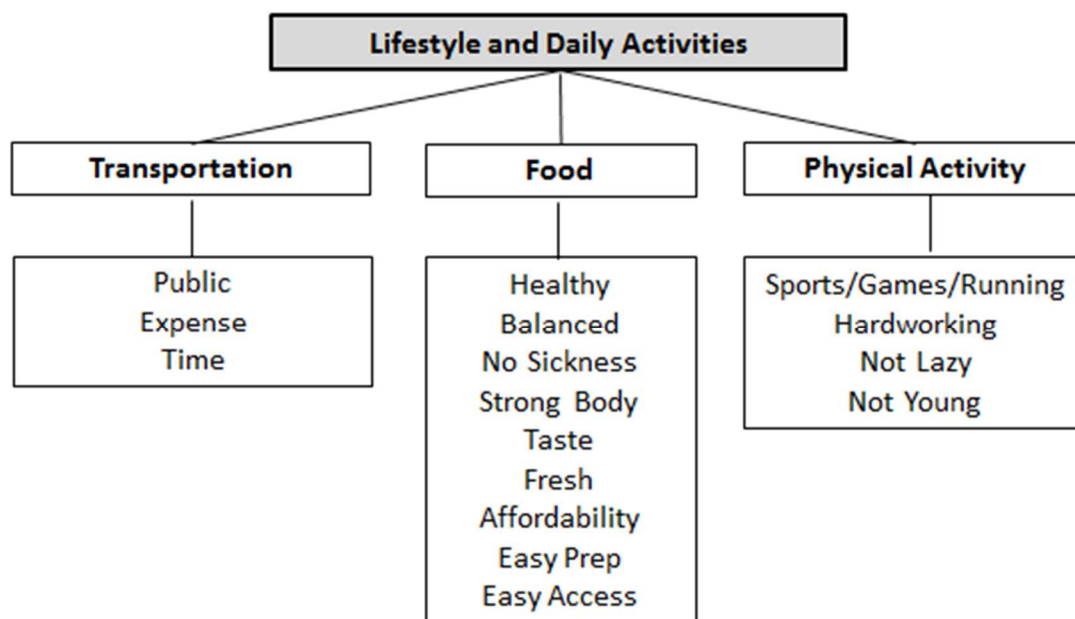 Lifestyle and Daily Activities
Transportation
Food
Physical Activity
Public
Expense
Time
Healthy
Balanced
No Sickness
Strong Body
Taste
Fresh
Affordability
Easy Prep
Easy Access
Sports/Games/Running
Hardworking
Not Lazy
Not Young